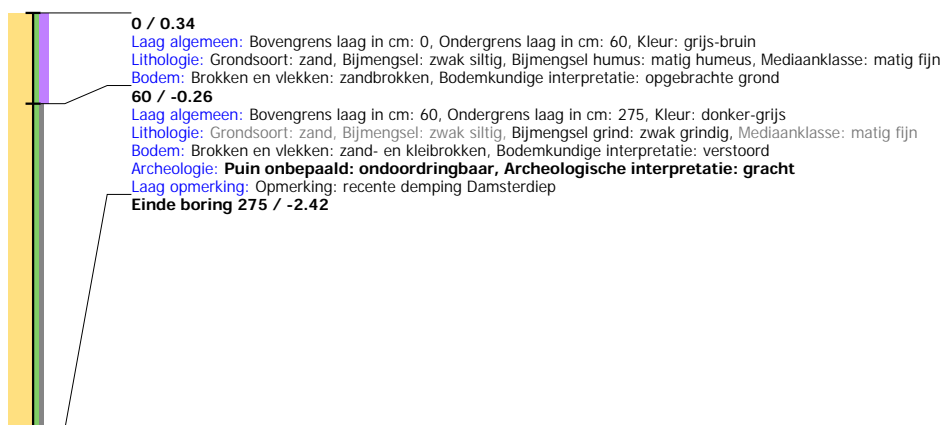 0 / 0.34
Laag algemeen: Bovengrens laag in cm: 0, Ondergrens laag in cm: 60, Kleur: grijs-bruin
Lithologie: Grondsoort: zand, Bijmengsel: zwak siltig, Bijmengsel humus: matig humeus, Mediaanklasse: matig fijn
Bodem: Brokken en vlekken: zandbrokken, Bodemkundige interpretatie: opgebrachte grond
60 / -0.26
Laag algemeen: Bovengrens laag in cm: 60, Ondergrens laag in cm: 275, Kleur: donker-grijs
Lithologie: Grondsoort: zand, Bijmengsel: zwak siltig, Bijmengsel grind: zwak grindig, Mediaanklasse: matig fijn
Bodem: Brokken en vlekken: zand- en kleibrokken, Bodemkundige interpretatie: verstoord
Archeologie: Puin onbepaald: ondoordringbaar, Archeologische interpretatie: gracht
Laag opmerking: Opmerking: recente demping Damsterdiep
Einde boring 275 / -2.42